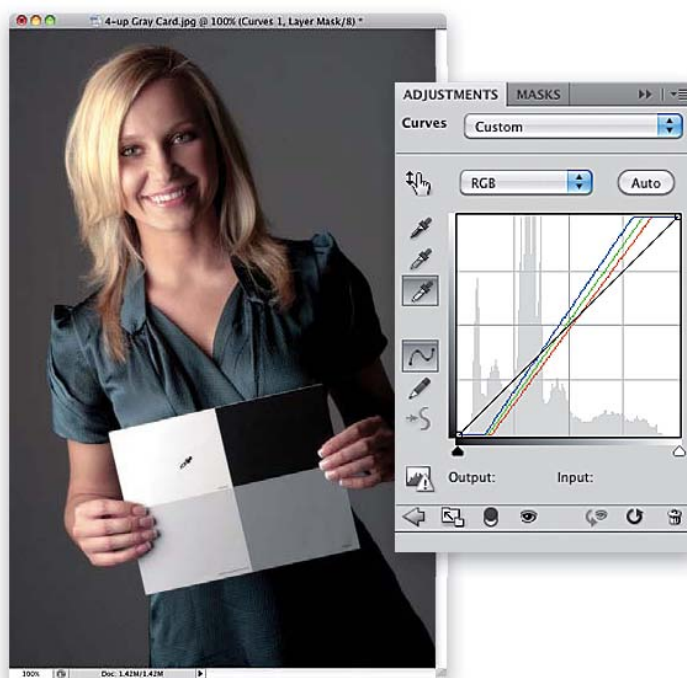 4-up Gray Card.jpg @ 100% (Curves 1, Layer Mask/8) *
ADJUSTMENTS MASKS
Curves Custom
RGB Auto
Output: Input:
100% Doc: 1.42M/1.42M